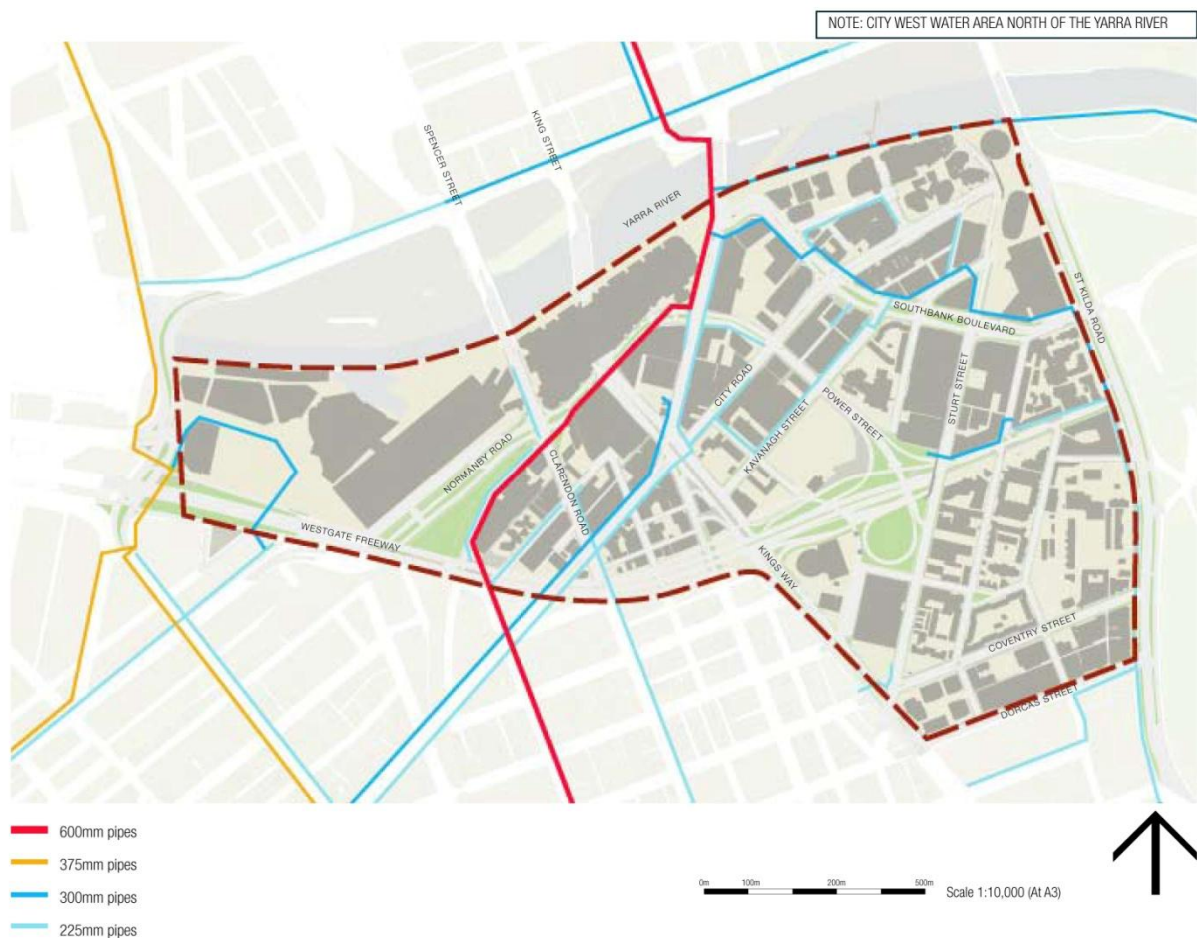 NOTE: CITY WEST WATER AREA NORTH OF THE YARRA RIVER
SPENCER STREET
KING STREET
YARRA RIVER
ST KILDA ROAD
SOUTHBANK BOULEVARD
CITY ROAD
STURT STREET
POWER STREET
KAVANAGH STREET
NORMANBY ROAD
CLARENDON ROAD
WESTGATE FREEWAY
KINGS WAY
COVENTRY STREET
DORCAS STREET
600mm pipes
375mm pipes
300mm pipes
225mm pipes
0m 100m 200m 500m
Scale 1:10,000 (At A3)